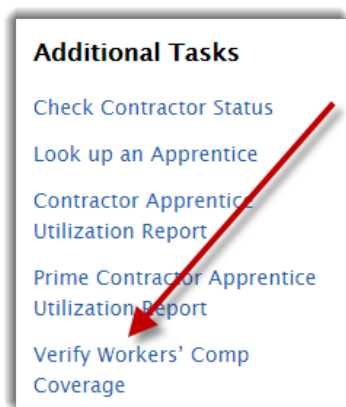 Additional Tasks
Check Contractor Status
Look up an Apprentice
Contractor Apprentice
Utilization Report
Prime Contractor Apprentice
Utilization Report
Verify Workers’ Comp
Coverage